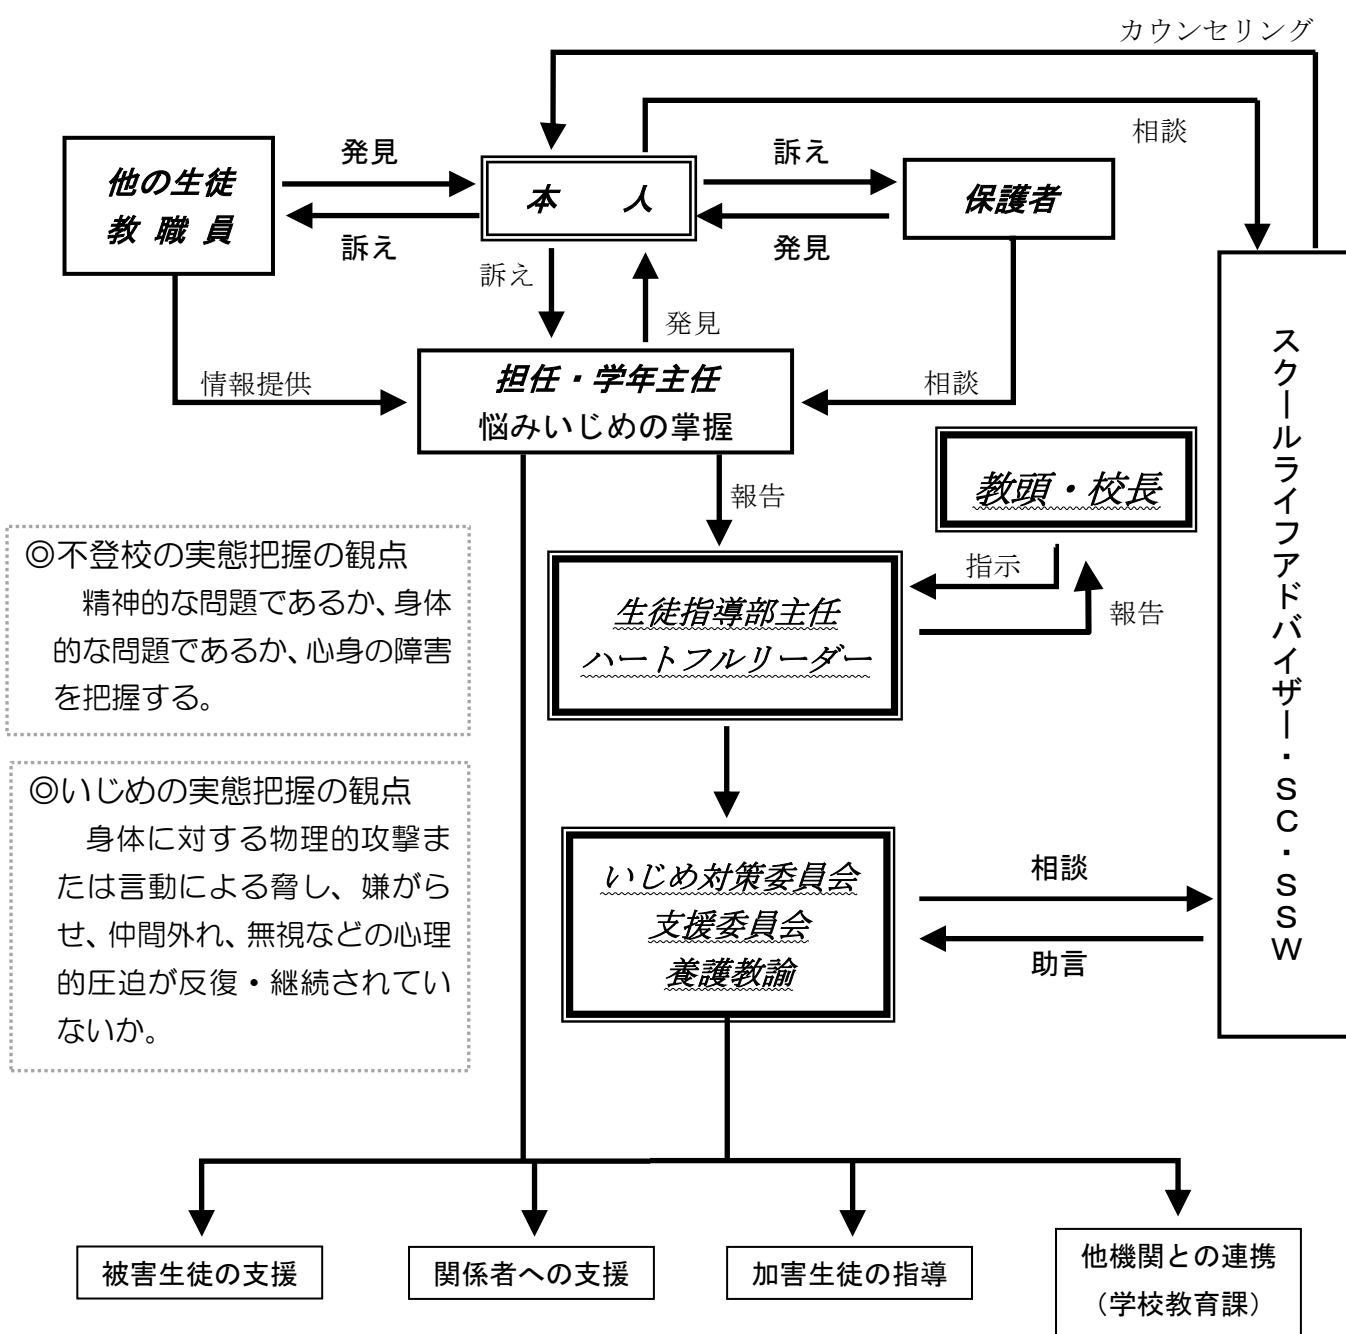 カウンセリング
相談
他の生徒
教 職 員
発見
訴え
本　　人
訴え
発見
保護者
訴え
発見
情報提供
担任・学年主任
悩みいじめの掌握
相談
報告
教頭・校長
指示
報告
◎不登校の実態把握の観点
精神的な問題であるか、身体
的な問題であるか、心身の障害
を把握する。
生徒指導部主任
ハートフルリーダー
スクールライフアドバイザー・SC・SSW
◎いじめの実態把握の観点
身体に対する物理的攻撃ま
たは言動による脅し、嫌がら
せ、仲間外れ、無視などの心理
的圧迫が反復・継続されてい
ないか。
いじめ対策委員会
支援委員会
養護教諭
相談
助言
被害生徒の支援
関係者への支援
加害生徒の指導
他機関との連携
（学校教育課）